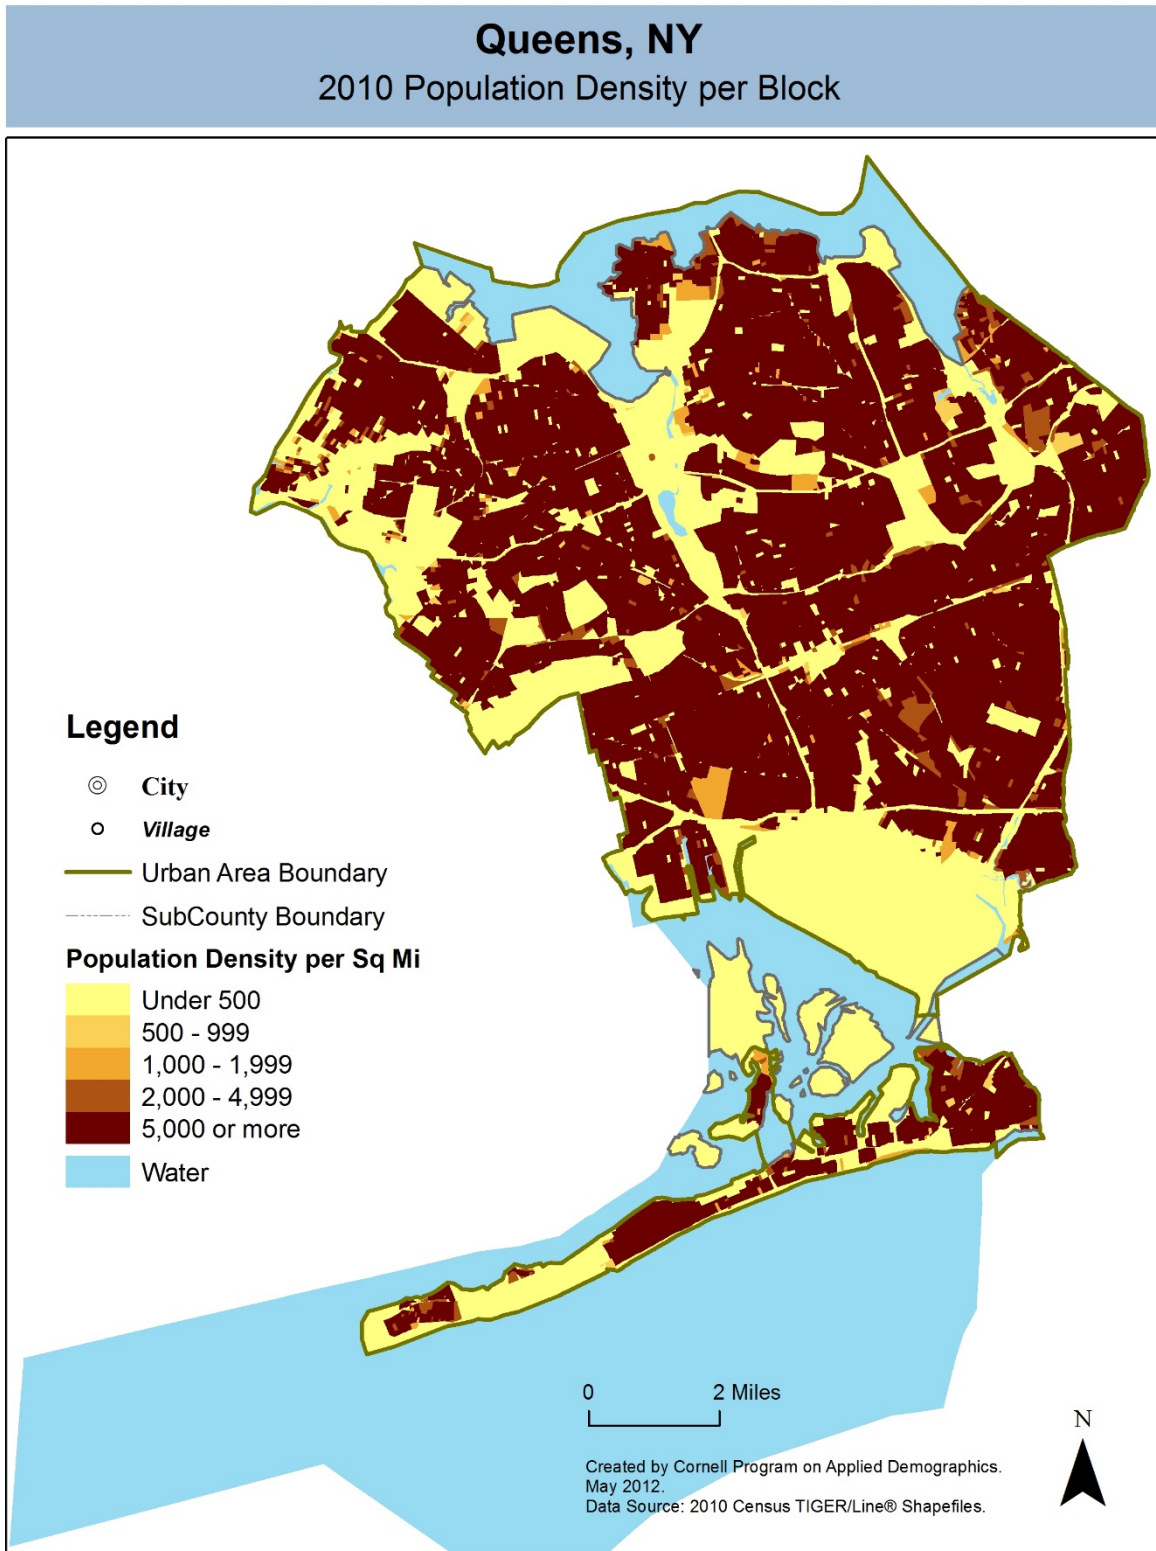 Queens, NY
2010 Population Density per Block
Legend
City
Village
Urban Area Boundary
SubCounty Boundary
Population Density per Sq Mi
Under 500
500 - 999
1,000 - 1,999
2,000 - 4,999
5,000 or more
Water
0 2 Miles
N
Created by Cornell Program on Applied Demographics.
May 2012.
Data Source: 2010 Census TIGER/Line® Shapefiles.